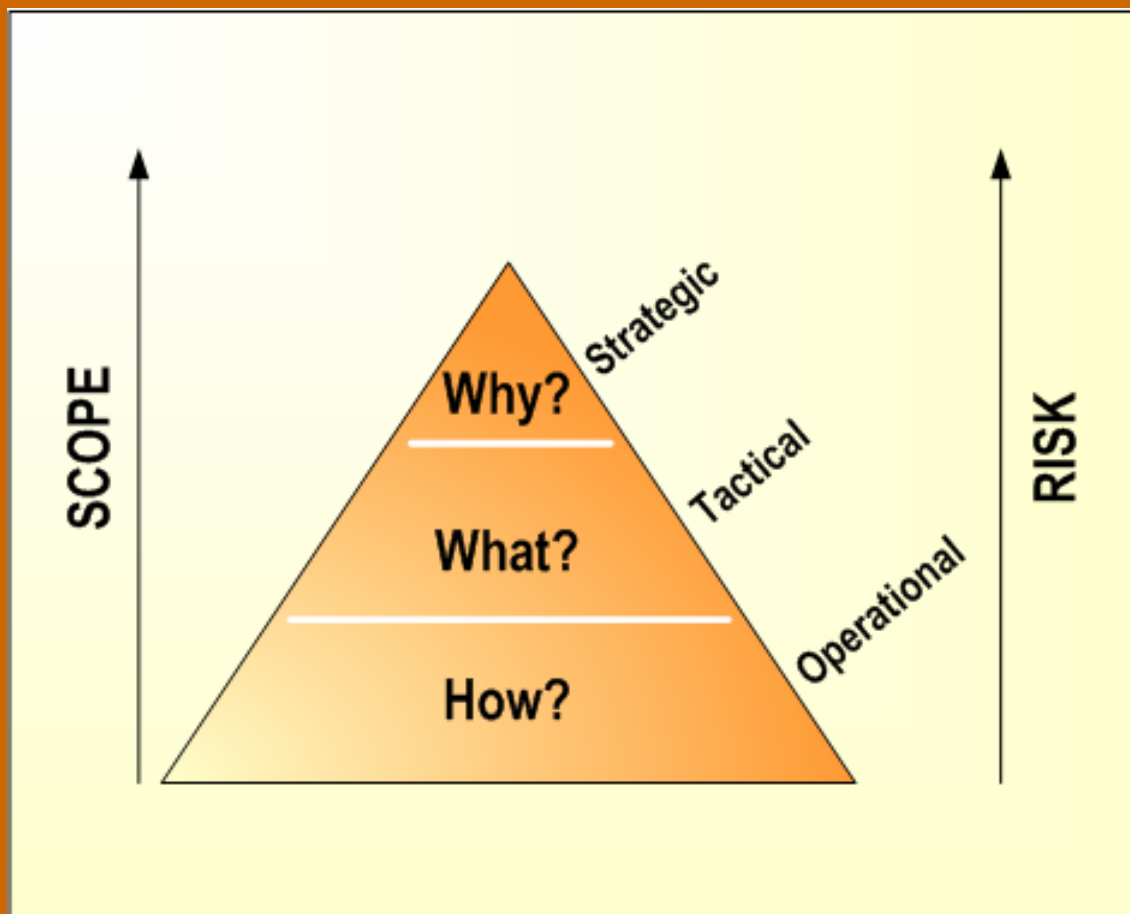 SCOPE
Why?
Strategic
What?
Tactical
How?
Operational
RISK